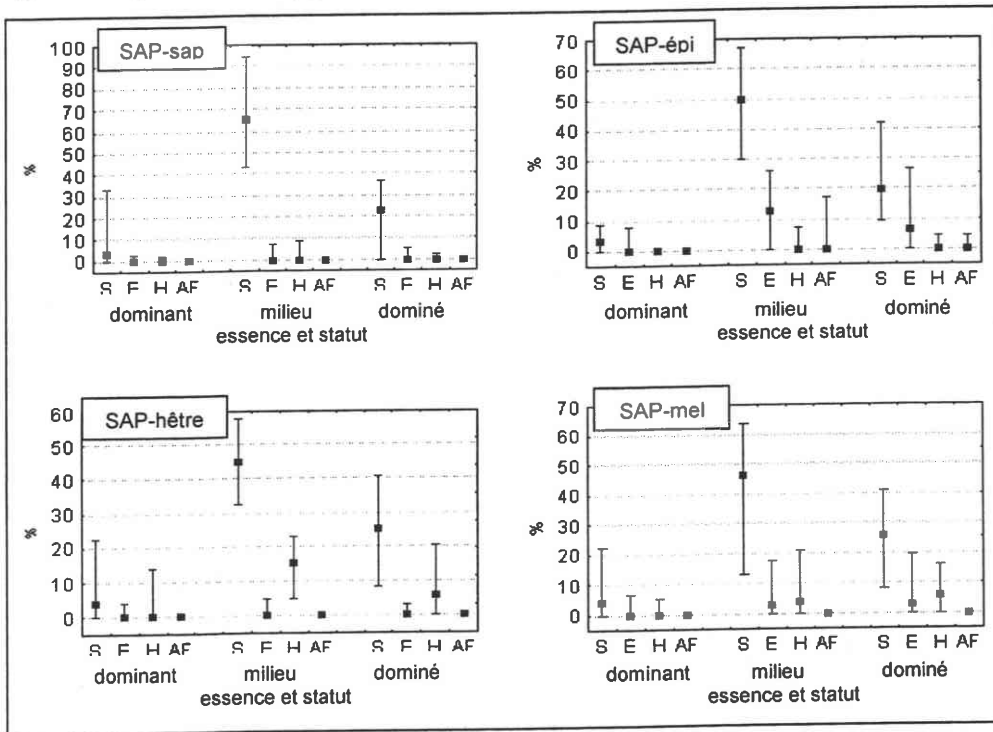 SAP-sap
100
90
80
70
60
50
40
30
20
10
0
%
S E H AF S E H AF S E H AF
dominant milieu dominé
essence et statut
SAP-épi
70
60
50
40
30
20
10
0
%
S E H AF S E H AF S E H AF
dominant milieu dominé
essence et statut
SAP-hêtre
60
50
40
30
20
10
0
%
S E H AF S E H AF S E H AF
dominant milieu dominé
essence et statut
SAP-mel
70
60
50
40
30
20
10
0
%
S E H AF S E H AF S E H AF
dominant milieu dominé
essence et statut